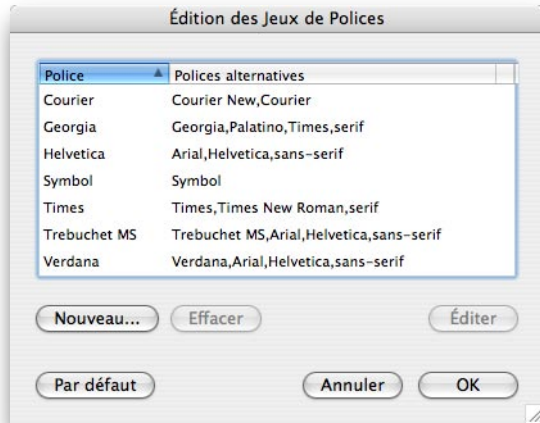 Édition des Jeux de Polices
Police Polices alternatives
Courier Courier New,Courier
Georgia Georgia,Palatino,Times,serif
Helvetica Arial,Helvetica,sans-serif
Symbol Symbol
Times Times,Times New Roman,serif
Trebuchet MS Trebuchet MS,Arial,Helvetica,sans-serif
Verdana Verdana,Arial,Helvetica,sans-serif
Nouveau... Effacer Éditer
Par défaut Annuler OK